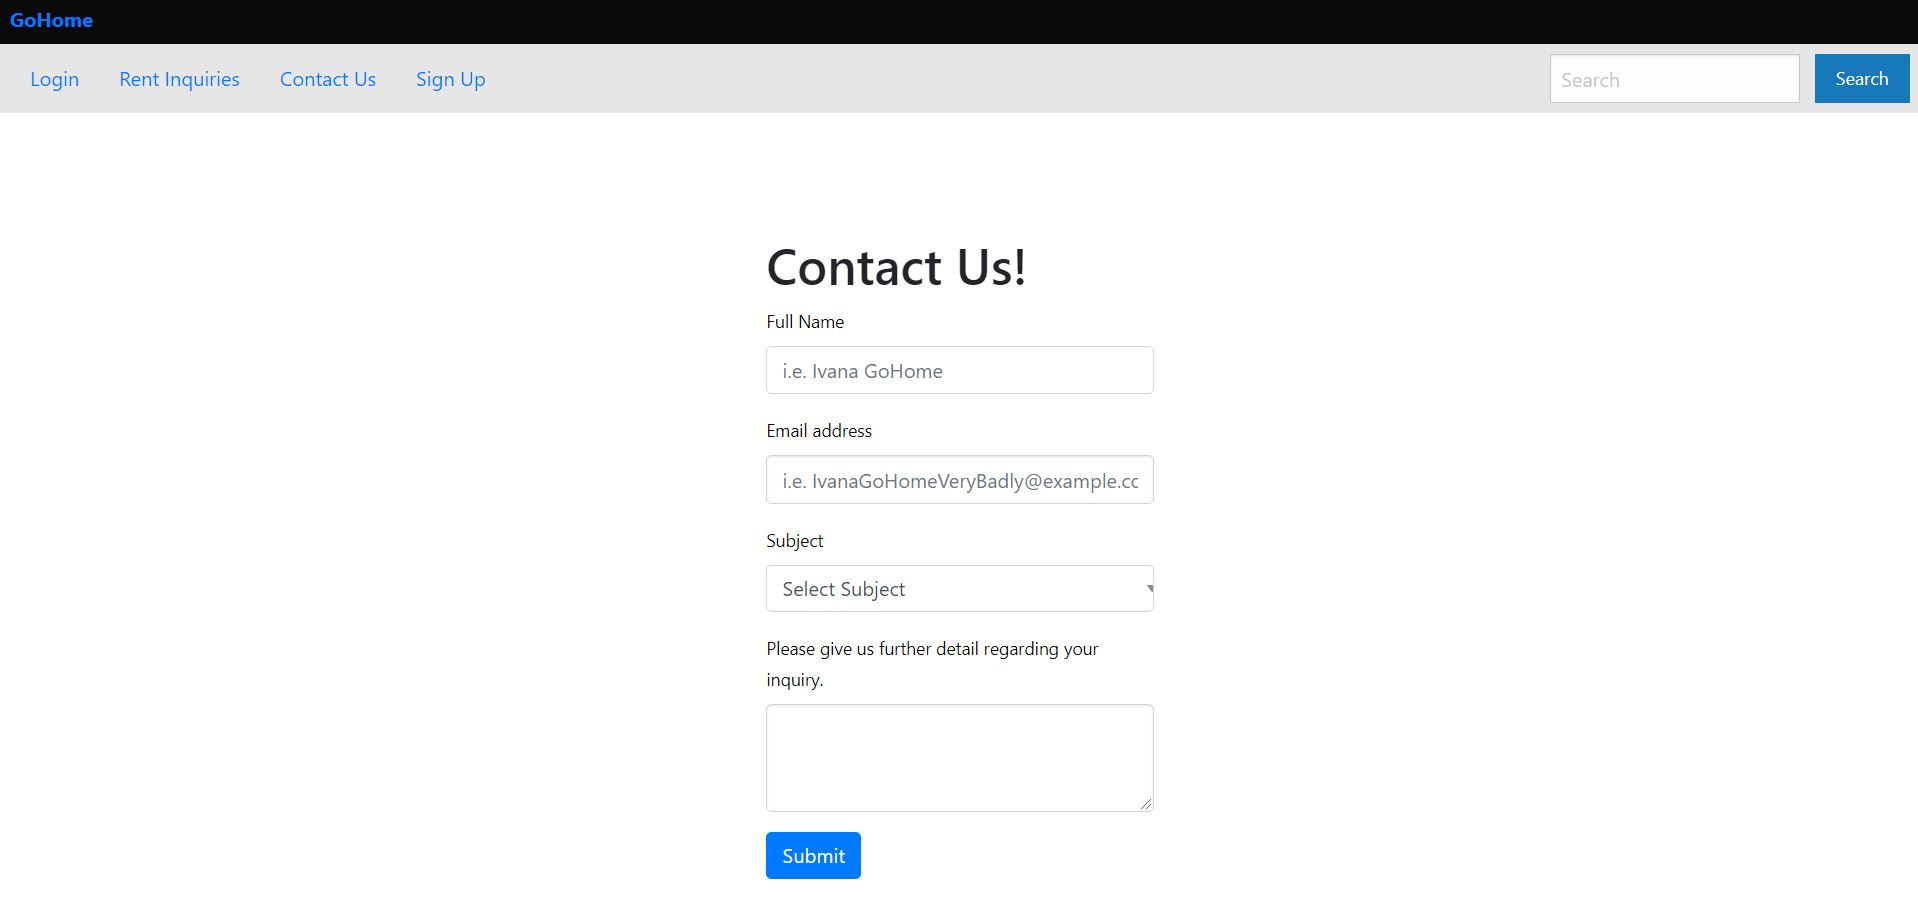 GoHome
Login Rent Inquiries Contact Us Sign Up Search Search
Contact Us!
Full Name
i.e. Ivana GoHome
Email address
i.e. IvanaGoHomeVeryBadly@example.cc
Subject
Select Subject
Please give us further detail regarding your
inquiry.
Submit